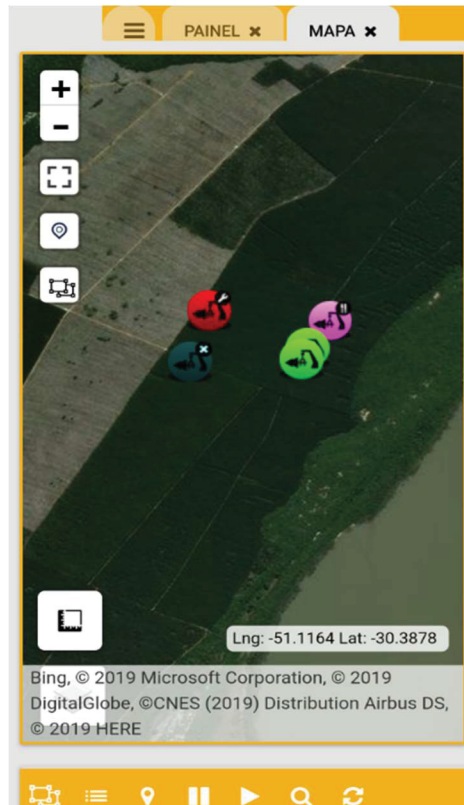 PAINEL ×
MAPA ×
+
−
Lng: -51.1164 Lat: -30.3878
Bing, © 2019 Microsoft Corporation, © 2019
DigitalGlobe, ©CNES (2019) Distribution Airbus DS,
© 2019 HERE